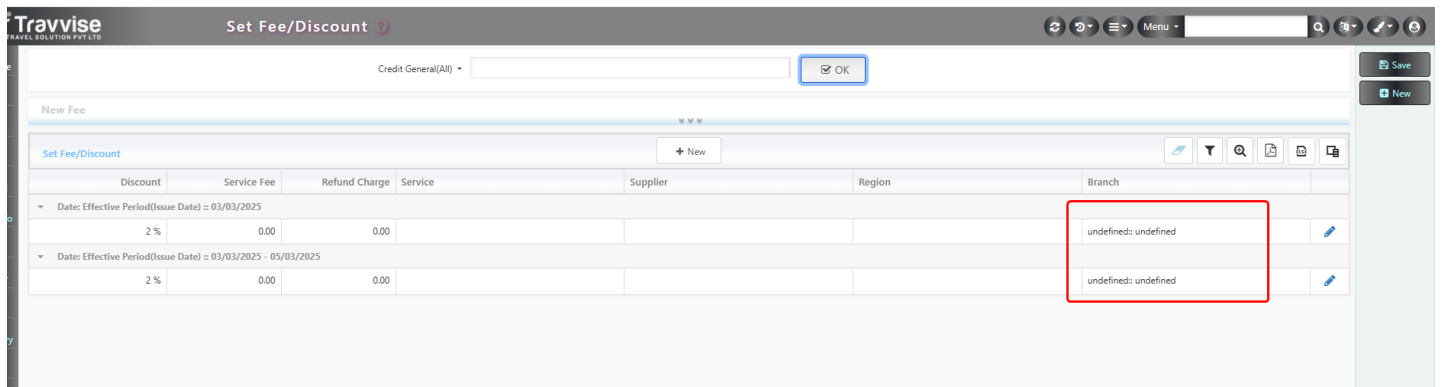 Travvise
TRAVEL SOLUTION PVT LTD
Set Fee/Discount ?
Menu
Credit General(All)
OK
Save
New
New Fee
Set Fee/Discount
+ New
Discount Service Fee Refund Charge Service Supplier Region Branch
Date: Effective Period(Issue Date) :: 03/03/2025
2 % 0.00 0.00 undefined:: undefined
Date: Effective Period(Issue Date) :: 03/03/2025 - 05/03/2025
2 % 0.00 0.00 undefined:: undefined